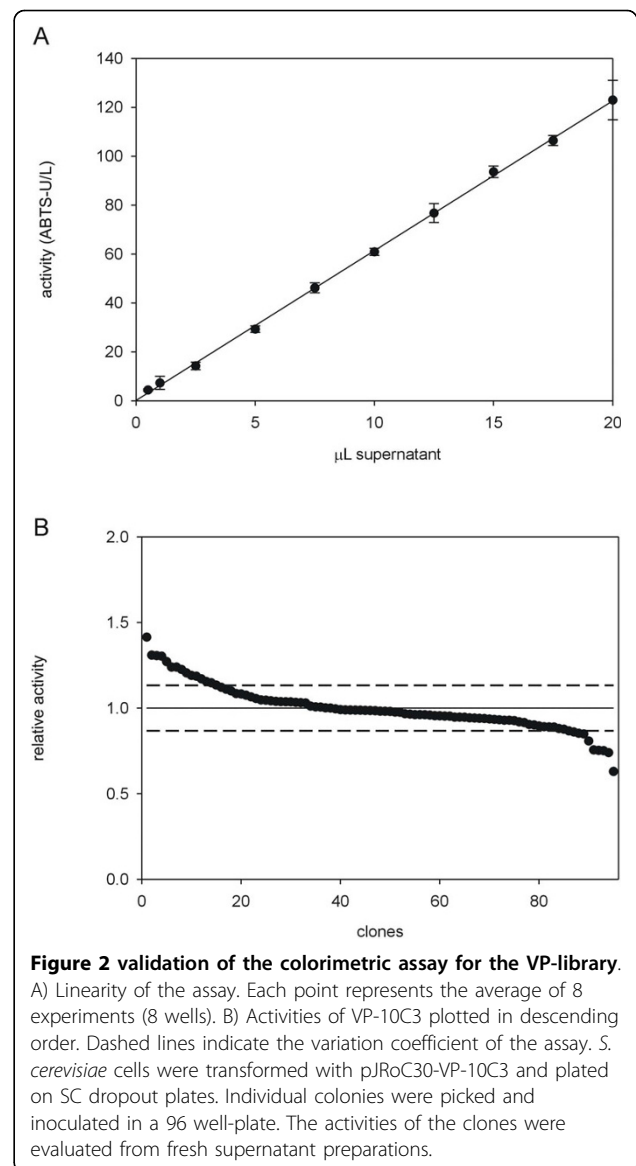 A
140
120
100
80
60
40
20
0
activity (ABTS-U/L)
0 5 10 15 20
µL supernatant
B
2.0
1.5
1.0
0.5
0.0
relative activity
0 20 40 60 80
clones
Figure 2 validation of the colorimetric assay for the VP-library.
A) Linearity of the assay. Each point represents the average of 8
experiments (8 wells). B) Activities of VP-10C3 plotted in descending
order. Dashed lines indicate the variation coefficient of the assay. S.
cerevisiae cells were transformed with pJRoC30-VP-10C3 and plated
on SC dropout plates. Individual colonies were picked and
inoculated in a 96 well-plate. The activities of the clones were
evaluated from fresh supernatant preparations.